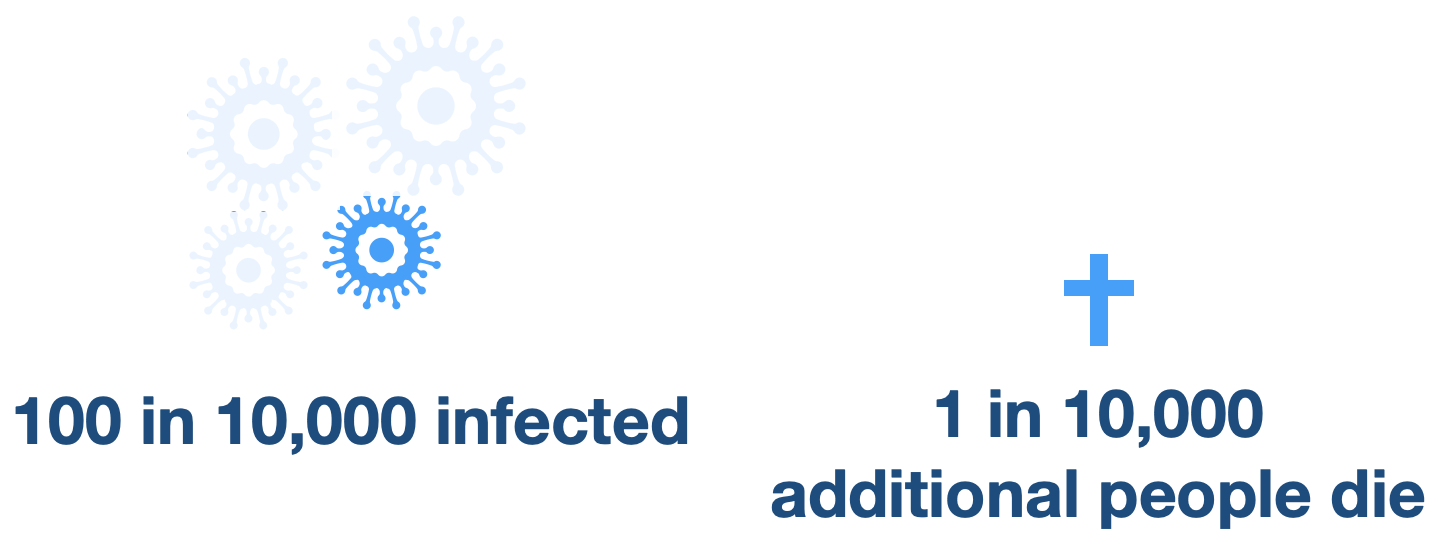 100 in 10,000 infected
1 in 10,000
additional people die